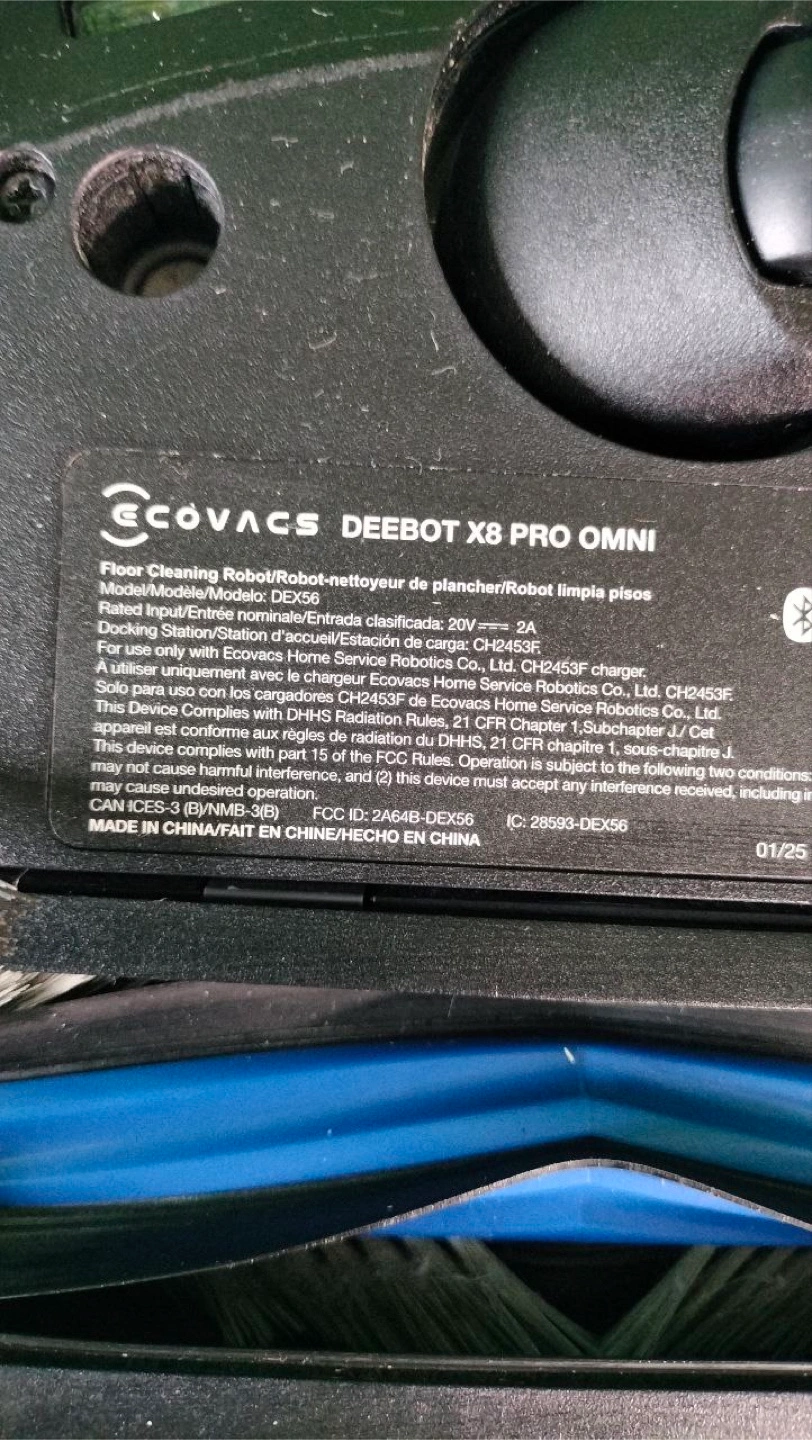 ECOVACS DEEBOT X8 PRO OMNI
Floor Cleaning Robot/Robot-nettoyeur de plancher/Robot limpia pisos
Model/Modèle/Modelo: DEX56
Rated Input/Entrée nominale/Entrada clasificada: 20V⎓ 2A
Docking Station/Station d'accueil/Estación de carga: CH2453F.
For use only with Ecovacs Home Service Robotics Co., Ltd. CH2453F charger.
À utiliser uniquement avec le chargeur Ecovacs Home Service Robotics Co., Ltd. CH2453F.
Solo para uso con los cargadores CH2453F de Ecovacs Home Service Robotics Co., Ltd.
This Device Complies with DHHS Radiation Rules, 21 CFR Chapter 1,Subchapter J./ Cet
appareil est conforme aux règles de radiation du DHHS, 21 CFR chapitre 1, sous-chapitre J.
This device complies with part 15 of the FCC Rules. Operation is subject to the following two conditions:
may not cause harmful interference, and (2) this device must accept any interference received, including
may cause undesired operation.
CAN ICES-3 (B)/NMB-3(B) FCC ID: 2A64B-DEX56 IC: 28593-DEX56
MADE IN CHINA/FAIT EN CHINE/HECHO EN CHINA
01/25